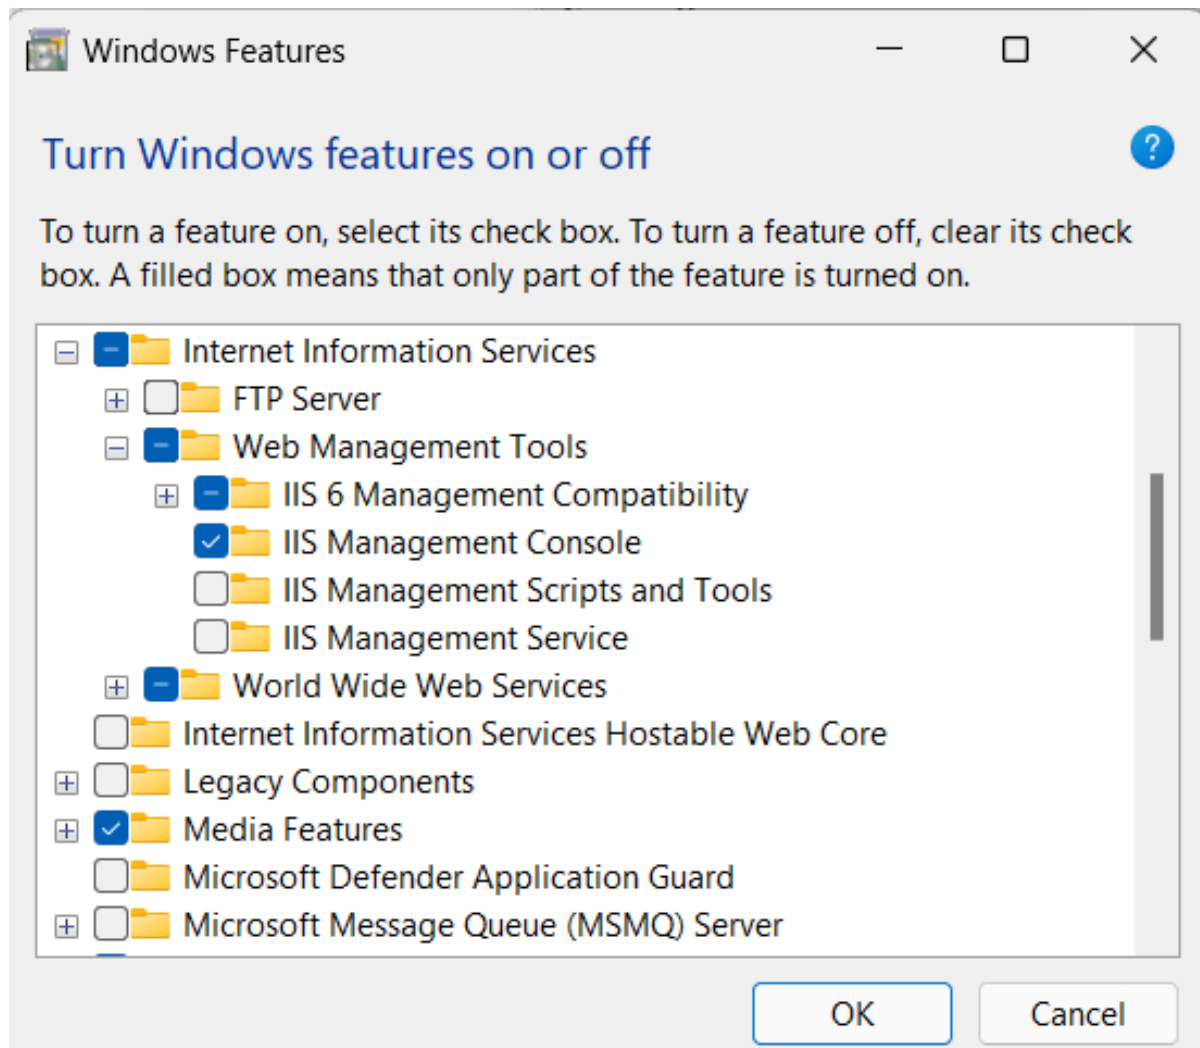 Windows Features
Turn Windows features on or off
To turn a feature on, select its check box. To turn a feature off, clear its check
box. A filled box means that only part of the feature is turned on.
Internet Information Services
FTP Server
Web Management Tools
IIS 6 Management Compatibility
IIS Management Console
IIS Management Scripts and Tools
IIS Management Service
World Wide Web Services
Internet Information Services Hostable Web Core
Legacy Components
Media Features
Microsoft Defender Application Guard
Microsoft Message Queue (MSMQ) Server
OK Cancel